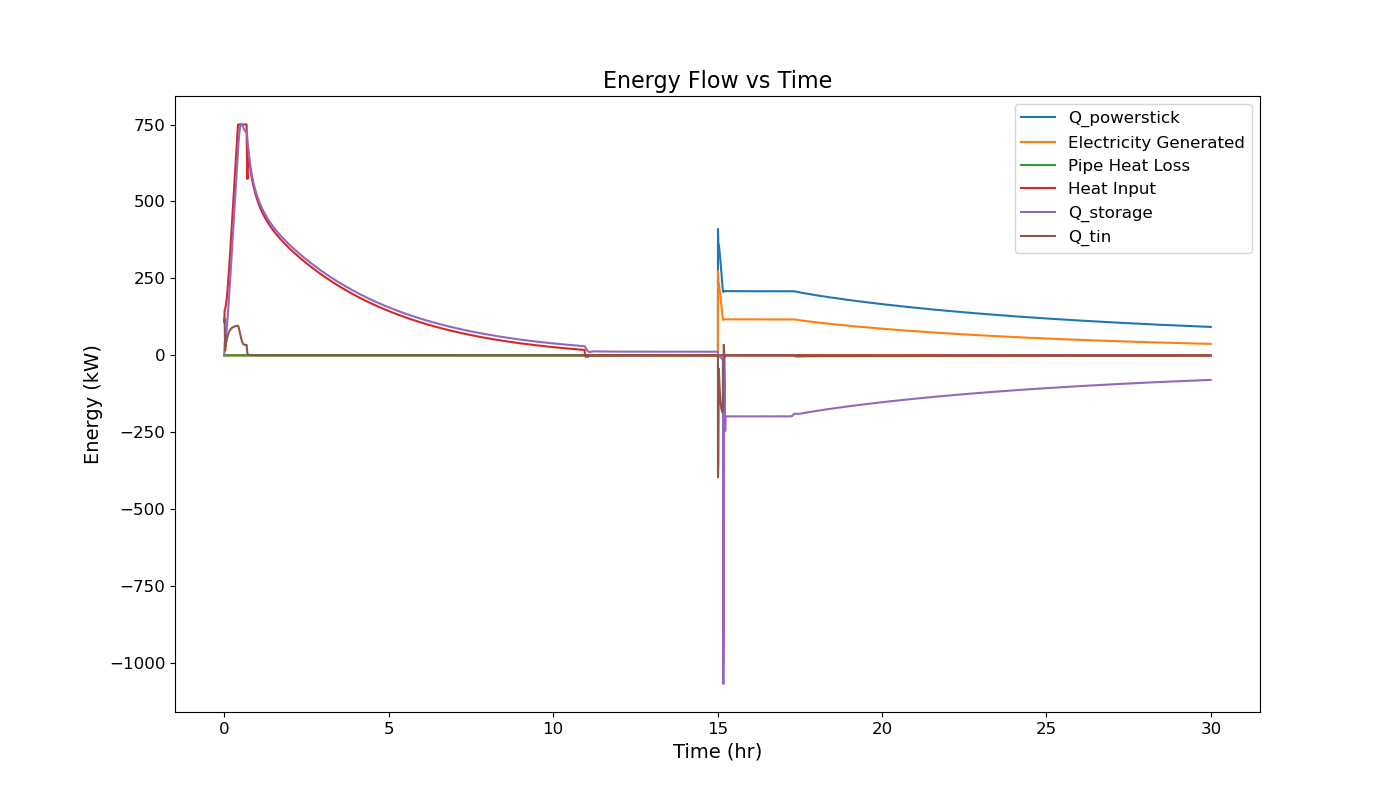 Energy Flow vs Time
Energy (kW)
750
500
250
0
−250
−500
−750
−1000
Q_powerstick
Electricity Generated
Pipe Heat Loss
Heat Input
Q_storage
Q_tin
0 5 10 15 20 25 30
Time (hr)